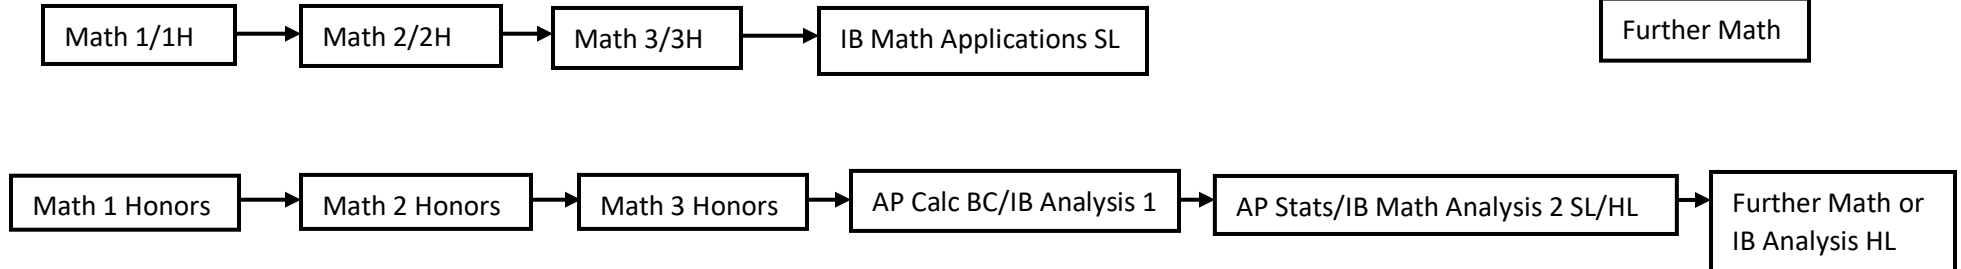 Math 1/1H
Math 2/2H
Math 3/3H
IB Math Applications SL
Further Math
Math 1 Honors
Math 2 Honors
Math 3 Honors
AP Calc BC/IB Analysis 1
AP Stats/IB Math Analysis 2 SL/HL
Further Math or
IB Analysis HL